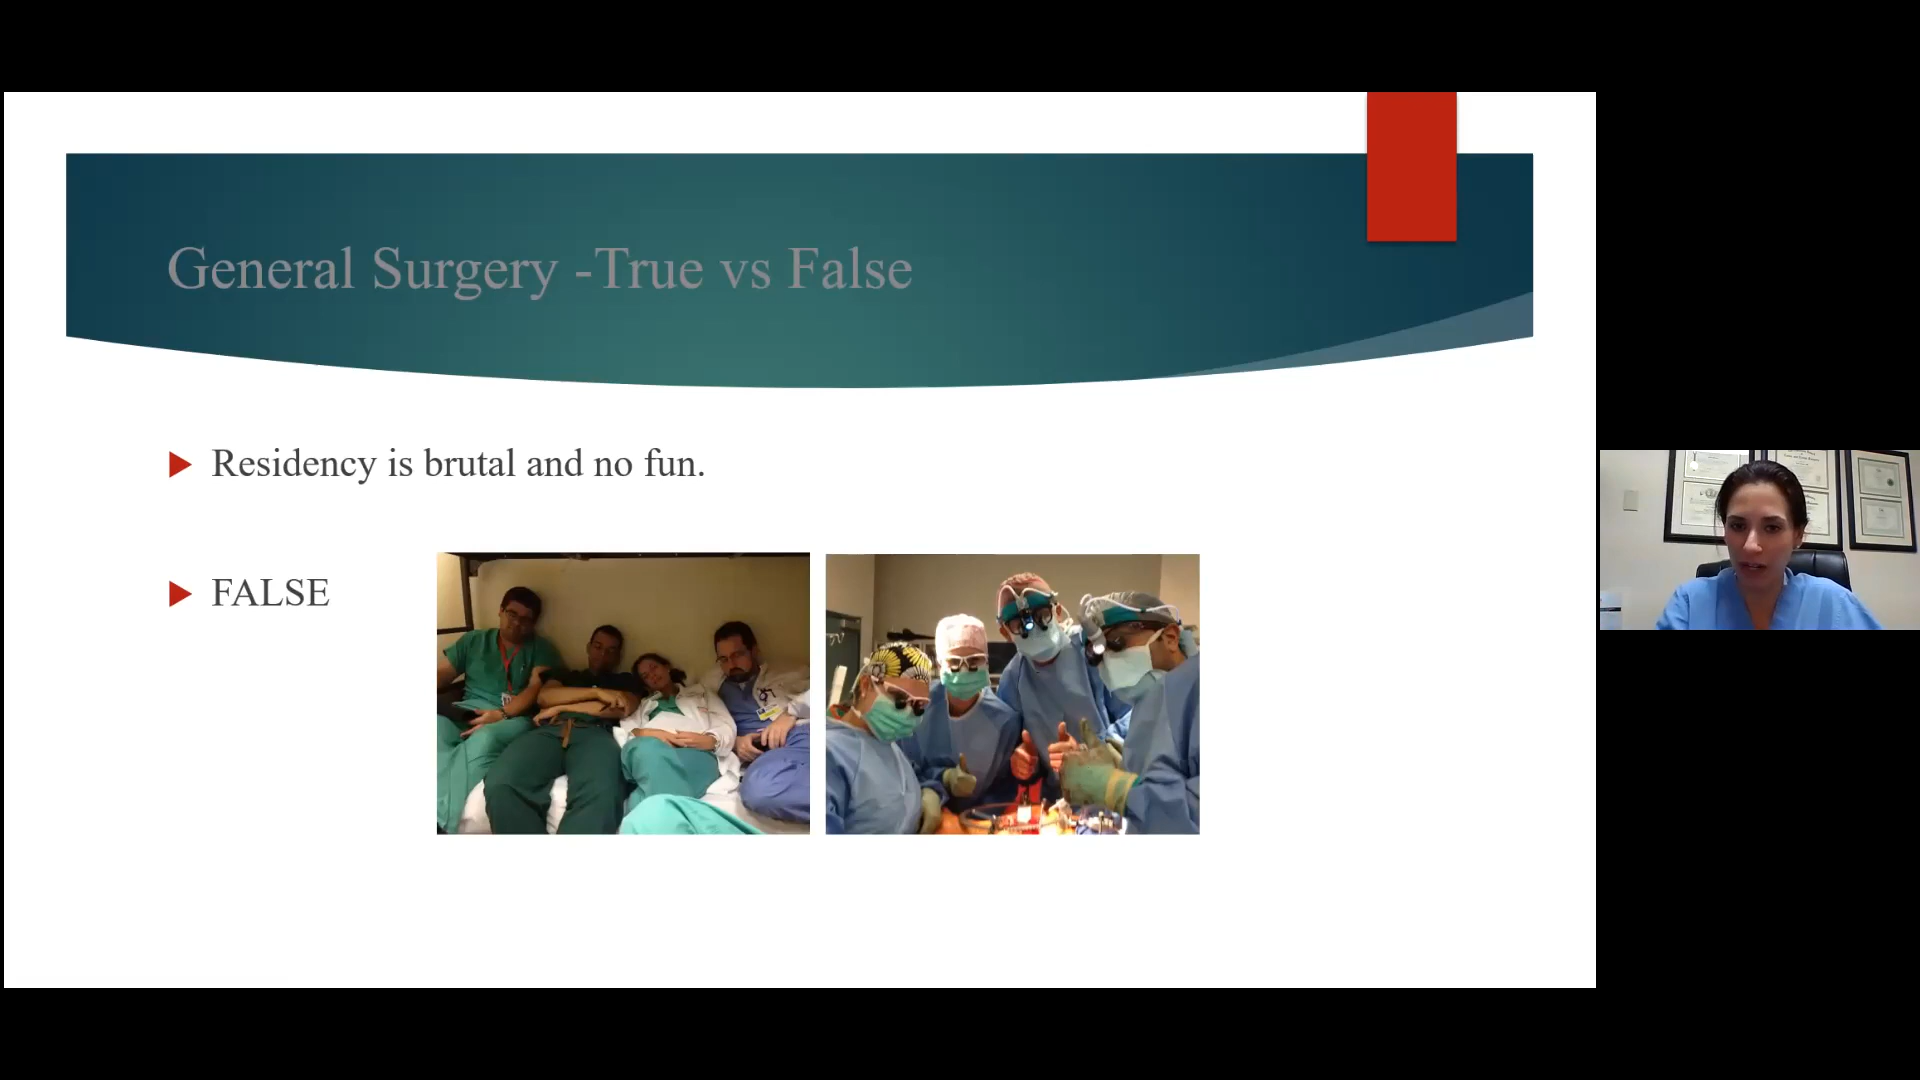 General Surgery -True vs False
Residency is brutal and no fun.
FALSE